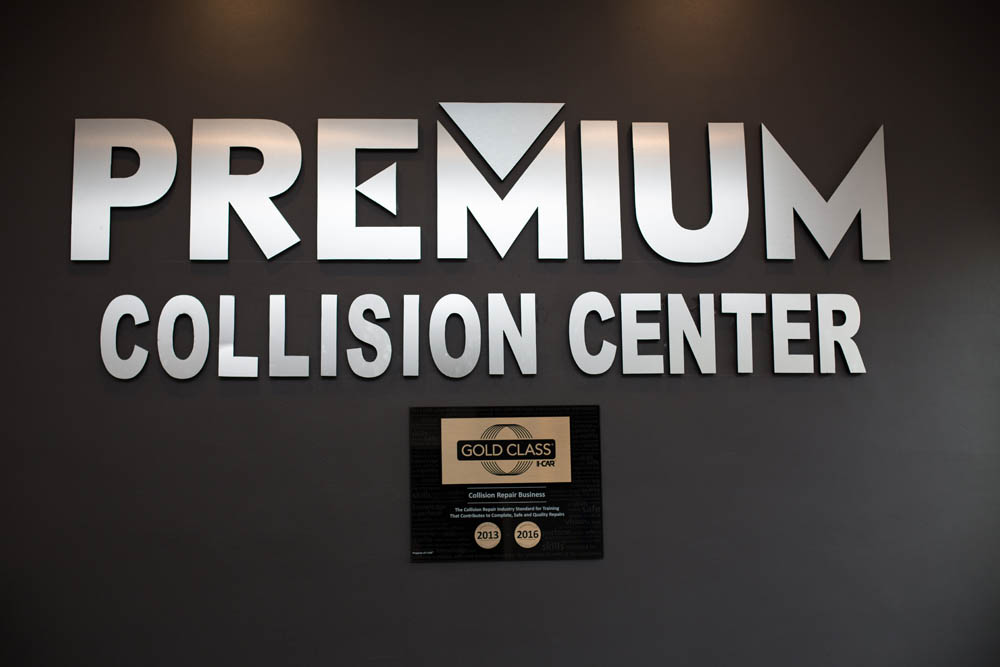 PREMIUM
COLLISION CENTER
GOLD CLASS®
I-CAR
Collision Repair Business
The Collision Repair Industry Standard for Training
That Contributes to Complete, Safe and Quality Repairs
2013 2016
skills